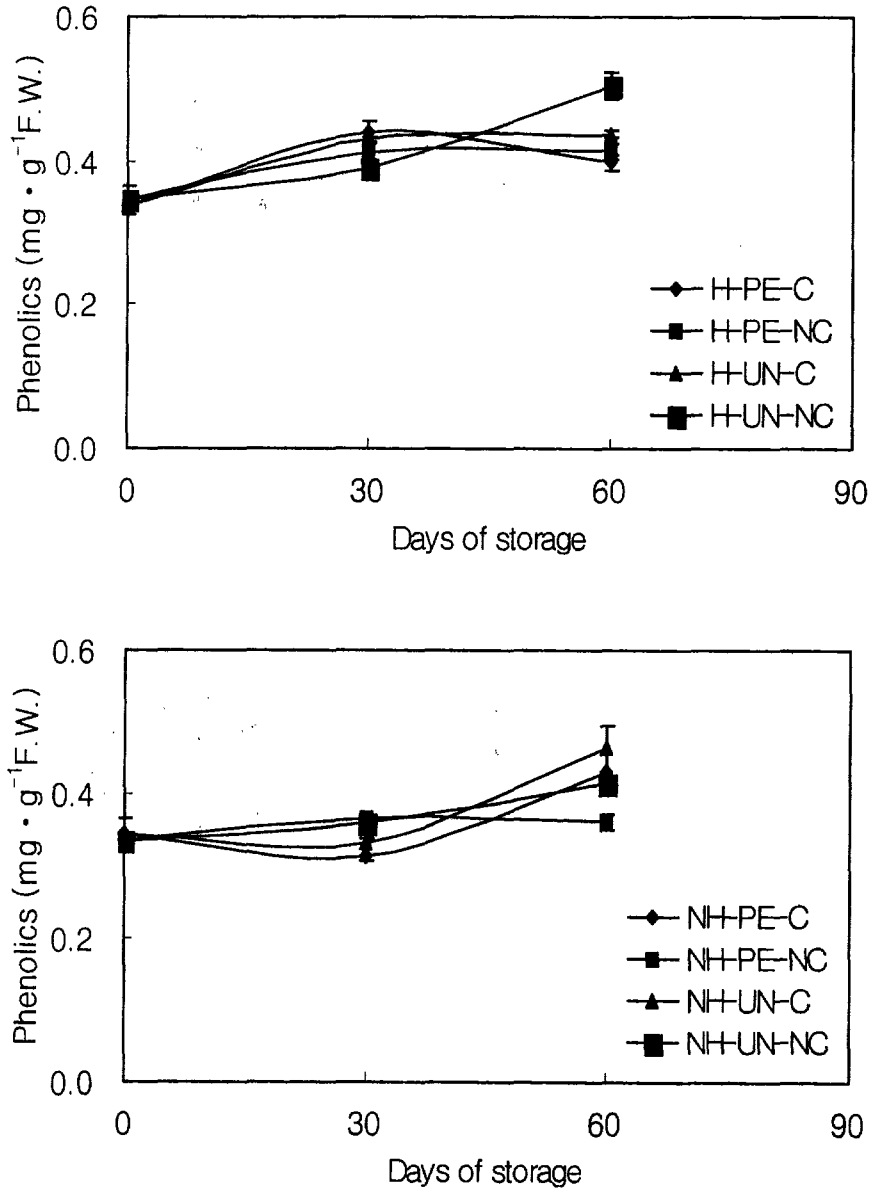 0.6
0.4
0.2
0.0
Phenolics (mg・g⁻¹F.W.)
H-PE-C
H-PE-NC
H-UN-C
H-UN-NC
0 30 60 90
Days of storage
0.6
0.4
0.2
0.0
Phenolics (mg・g⁻¹F.W.)
NH-PE-C
NH-PE-NC
NH-UN-C
NH-UN-NC
0 30 60 90
Days of storage